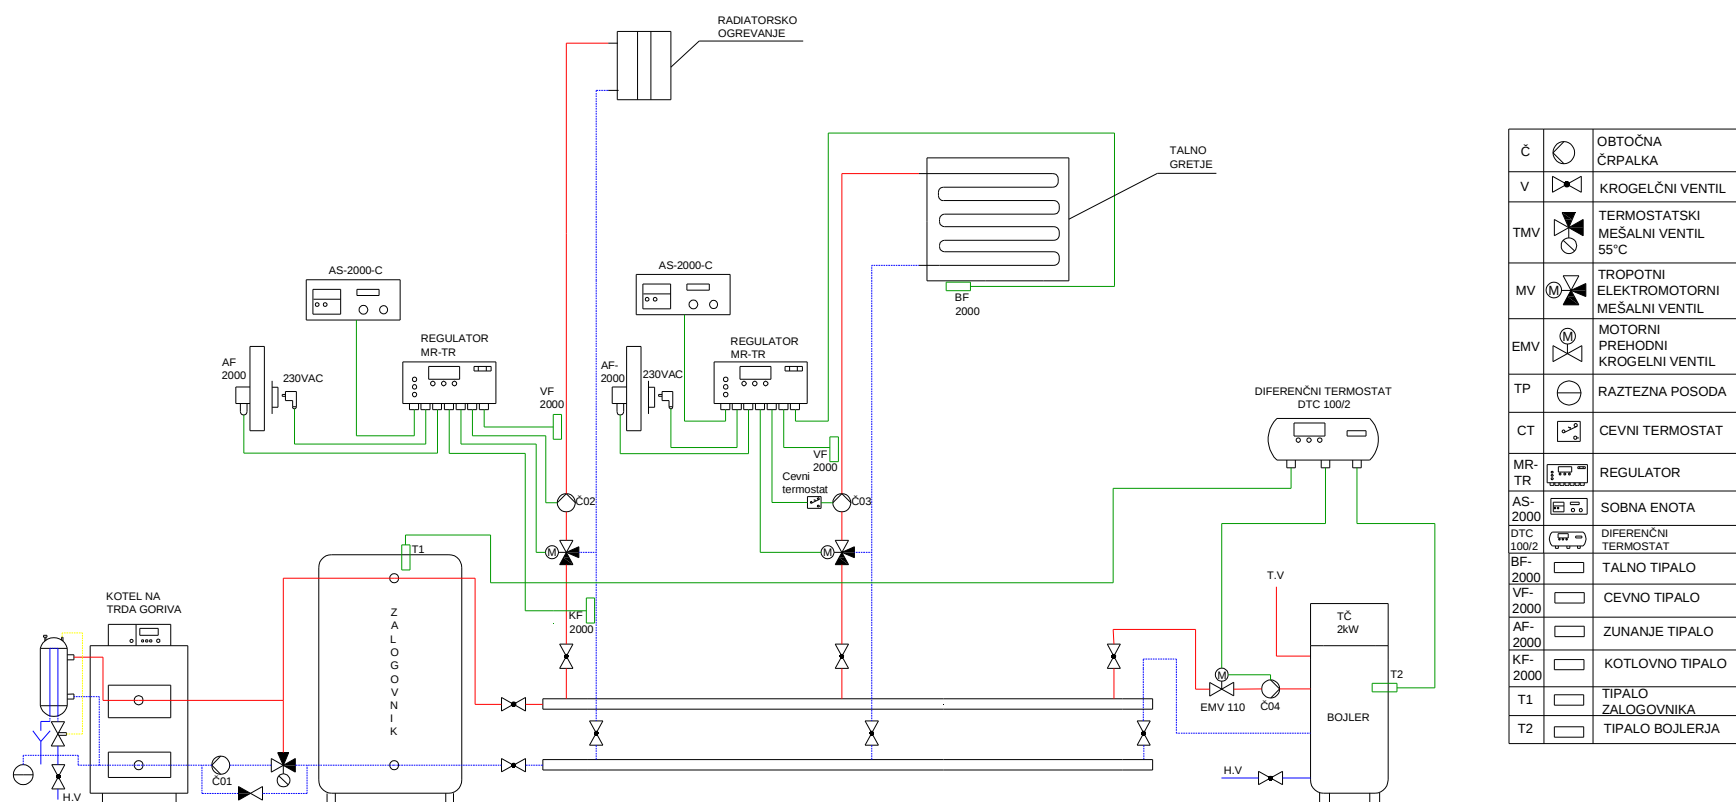 RADIATORSKO
OGREVANJE
TALNO
GRETJE
AS-2000-C
AS-2000-C
BF
2000
REGULATOR
MR-TR
REGULATOR
MR-TR
AF
2000
230VAC
VF
2000
AF-
2000
230VAC
VF
2000
Cevni
termostat
DIFERENČNI TERMOSTAT
DTC 100/2
Č02
Č03
M
M
T1
KF
2000
KOTEL NA
TRDA GORIVA
ZALOGOVNIK
T.V
TČ
2kW
M
T2
EMV 110
Č04
BOJLER
Č01
H.V
H.V
Č
OBTOČNA
ČRPALKA
V
KROGELČNI VENTIL
TMV
TERMOSTATSKI
MEŠALNI VENTIL
55°C
MV
M
TROPOTNI
ELEKTROMOTORNI
MEŠALNI VENTIL
EMV
M
MOTORNI
PREHODNI
KROGELNI VENTIL
TP
RAZTEZNA POSODA
CT
CEVNI TERMOSTAT
MR-
TR
REGULATOR
AS-
2000
SOBNA ENOTA
DTC
100/2
DIFERENČNI
TERMOSTAT
BF-
2000
TALNO TIPALO
VF-
2000
CEVNO TIPALO
AF-
2000
ZUNANJE TIPALO
KF-
2000
KOTLOVNO TIPALO
T1
TIPALO
ZALOGOVNIKA
T2
TIPALO BOJLERJA